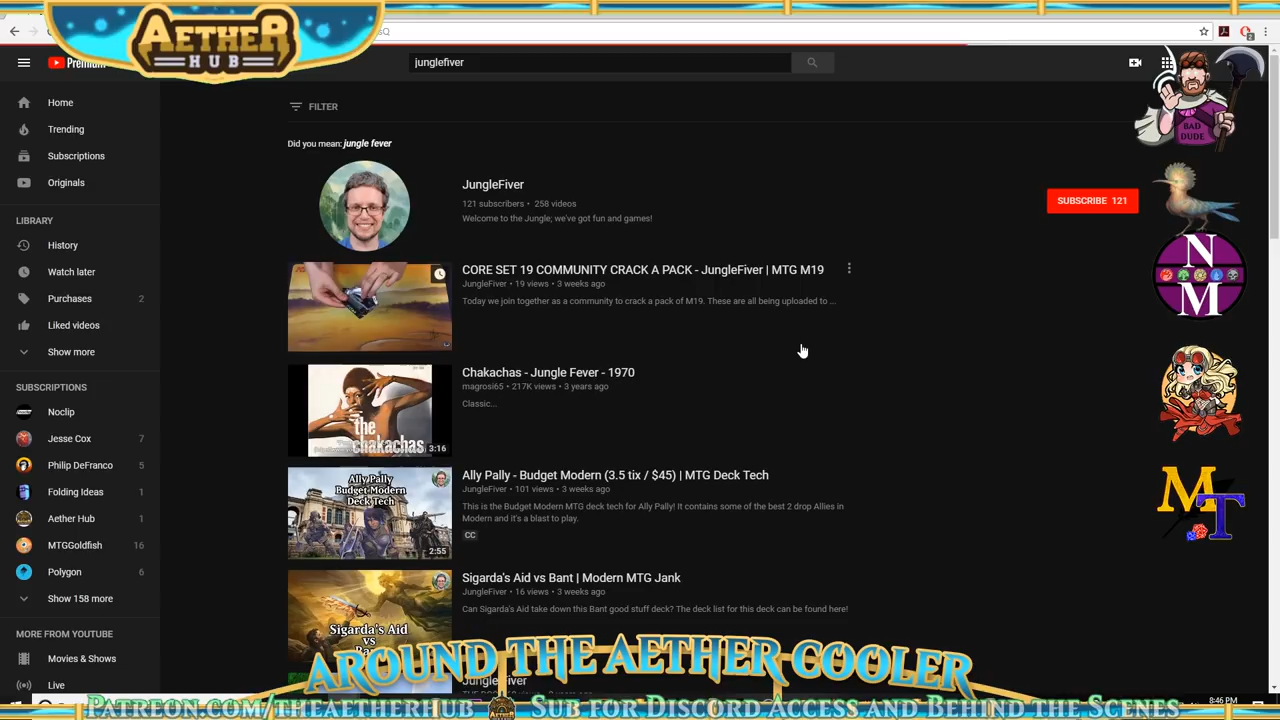 AETHER
HUB
Premium
junglefiver
Home
Trending
Subscriptions
Originals
LIBRARY
History
Watch later
Purchases 2
Liked videos
Show more
SUBSCRIPTIONS
Noclip
Jesse Cox 7
Philip DeFranco 5
Folding Ideas 1
Aether Hub 1
MTGGoldfish 16
Polygon 6
Show 158 more
MORE FROM YOUTUBE
Movies & Shows
Live
FILTER
Did you mean: jungle fever
JungleFiver
121 subscribers • 258 videos
Welcome to the Jungle; we've got fun and games!
SUBSCRIBE 121
CORE SET 19 COMMUNITY CRACK A PACK - JungleFiver | MTG M19
JungleFiver • 19 views • 3 weeks ago
Today we join together as a community to crack a pack of M19. These are all being uploaded to ...
the
chakachas
3:16
Chakachas - Jungle Fever - 1970
magrosi65 • 217K views • 3 years ago
Classic...
Ally Pally
Budget Modern
Deck Tech
2:55
Ally Pally - Budget Modern (3.5 tix / $45) | MTG Deck Tech
JungleFiver • 101 views • 3 weeks ago
This is the Budget Modern MTG deck tech for Ally Pally! It contains some of the best 2 drop Allies in
Modern and it's a blast to play.
CC
Sigarda's Aid
vs
Sigarda's Aid vs Bant | Modern MTG Jank
JungleFiver • 16 views • 3 weeks ago
Can Sigarda's Aid take down this Bant good stuff deck? The deck list for this deck can be found here!
BAD
DUDE
N
M
M
T
AROUND THE AETHER COOLER
JungleFiver
8:46 PM
PATREON.COM/THEAETHERHUB SUB FOR DISCORD ACCESS AND BEHIND THE SCENES